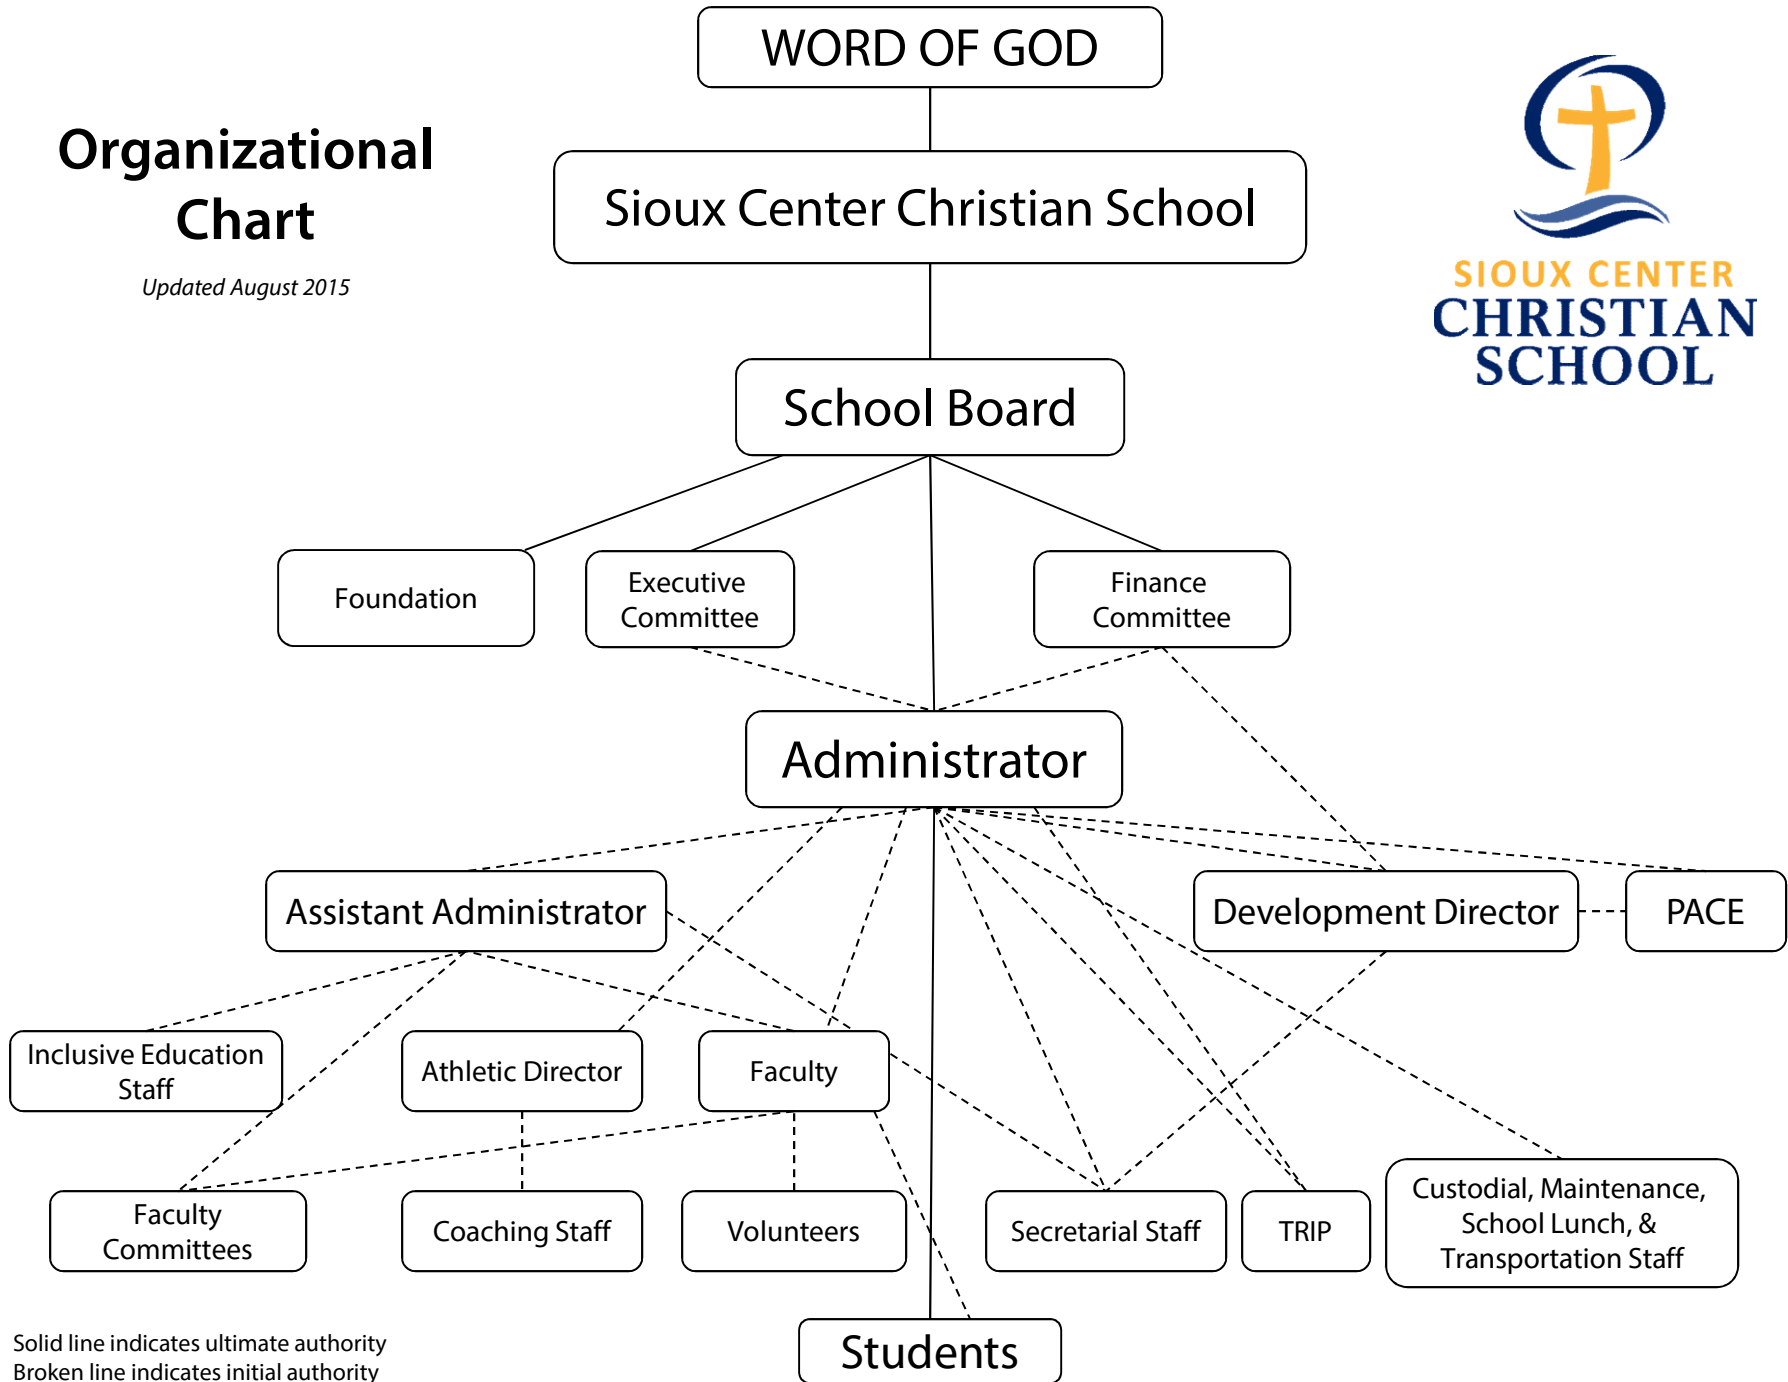 WORD OF GOD
Organizational
Chart
Updated August 2015
Sioux Center Christian School
SIOUX CENTER
CHRISTIAN
SCHOOL
School Board
Foundation
Executive
Committee
Finance
Committee
Administrator
Assistant Administrator
Development Director
PACE
Inclusive Education
Staff
Athletic Director
Faculty
Faculty
Committees
Coaching Staff
Volunteers
Secretarial Staff
TRIP
Custodial, Maintenance,
School Lunch, &
Transportation Staff
Students
Solid line indicates ultimate authority
Broken line indicates initial authority